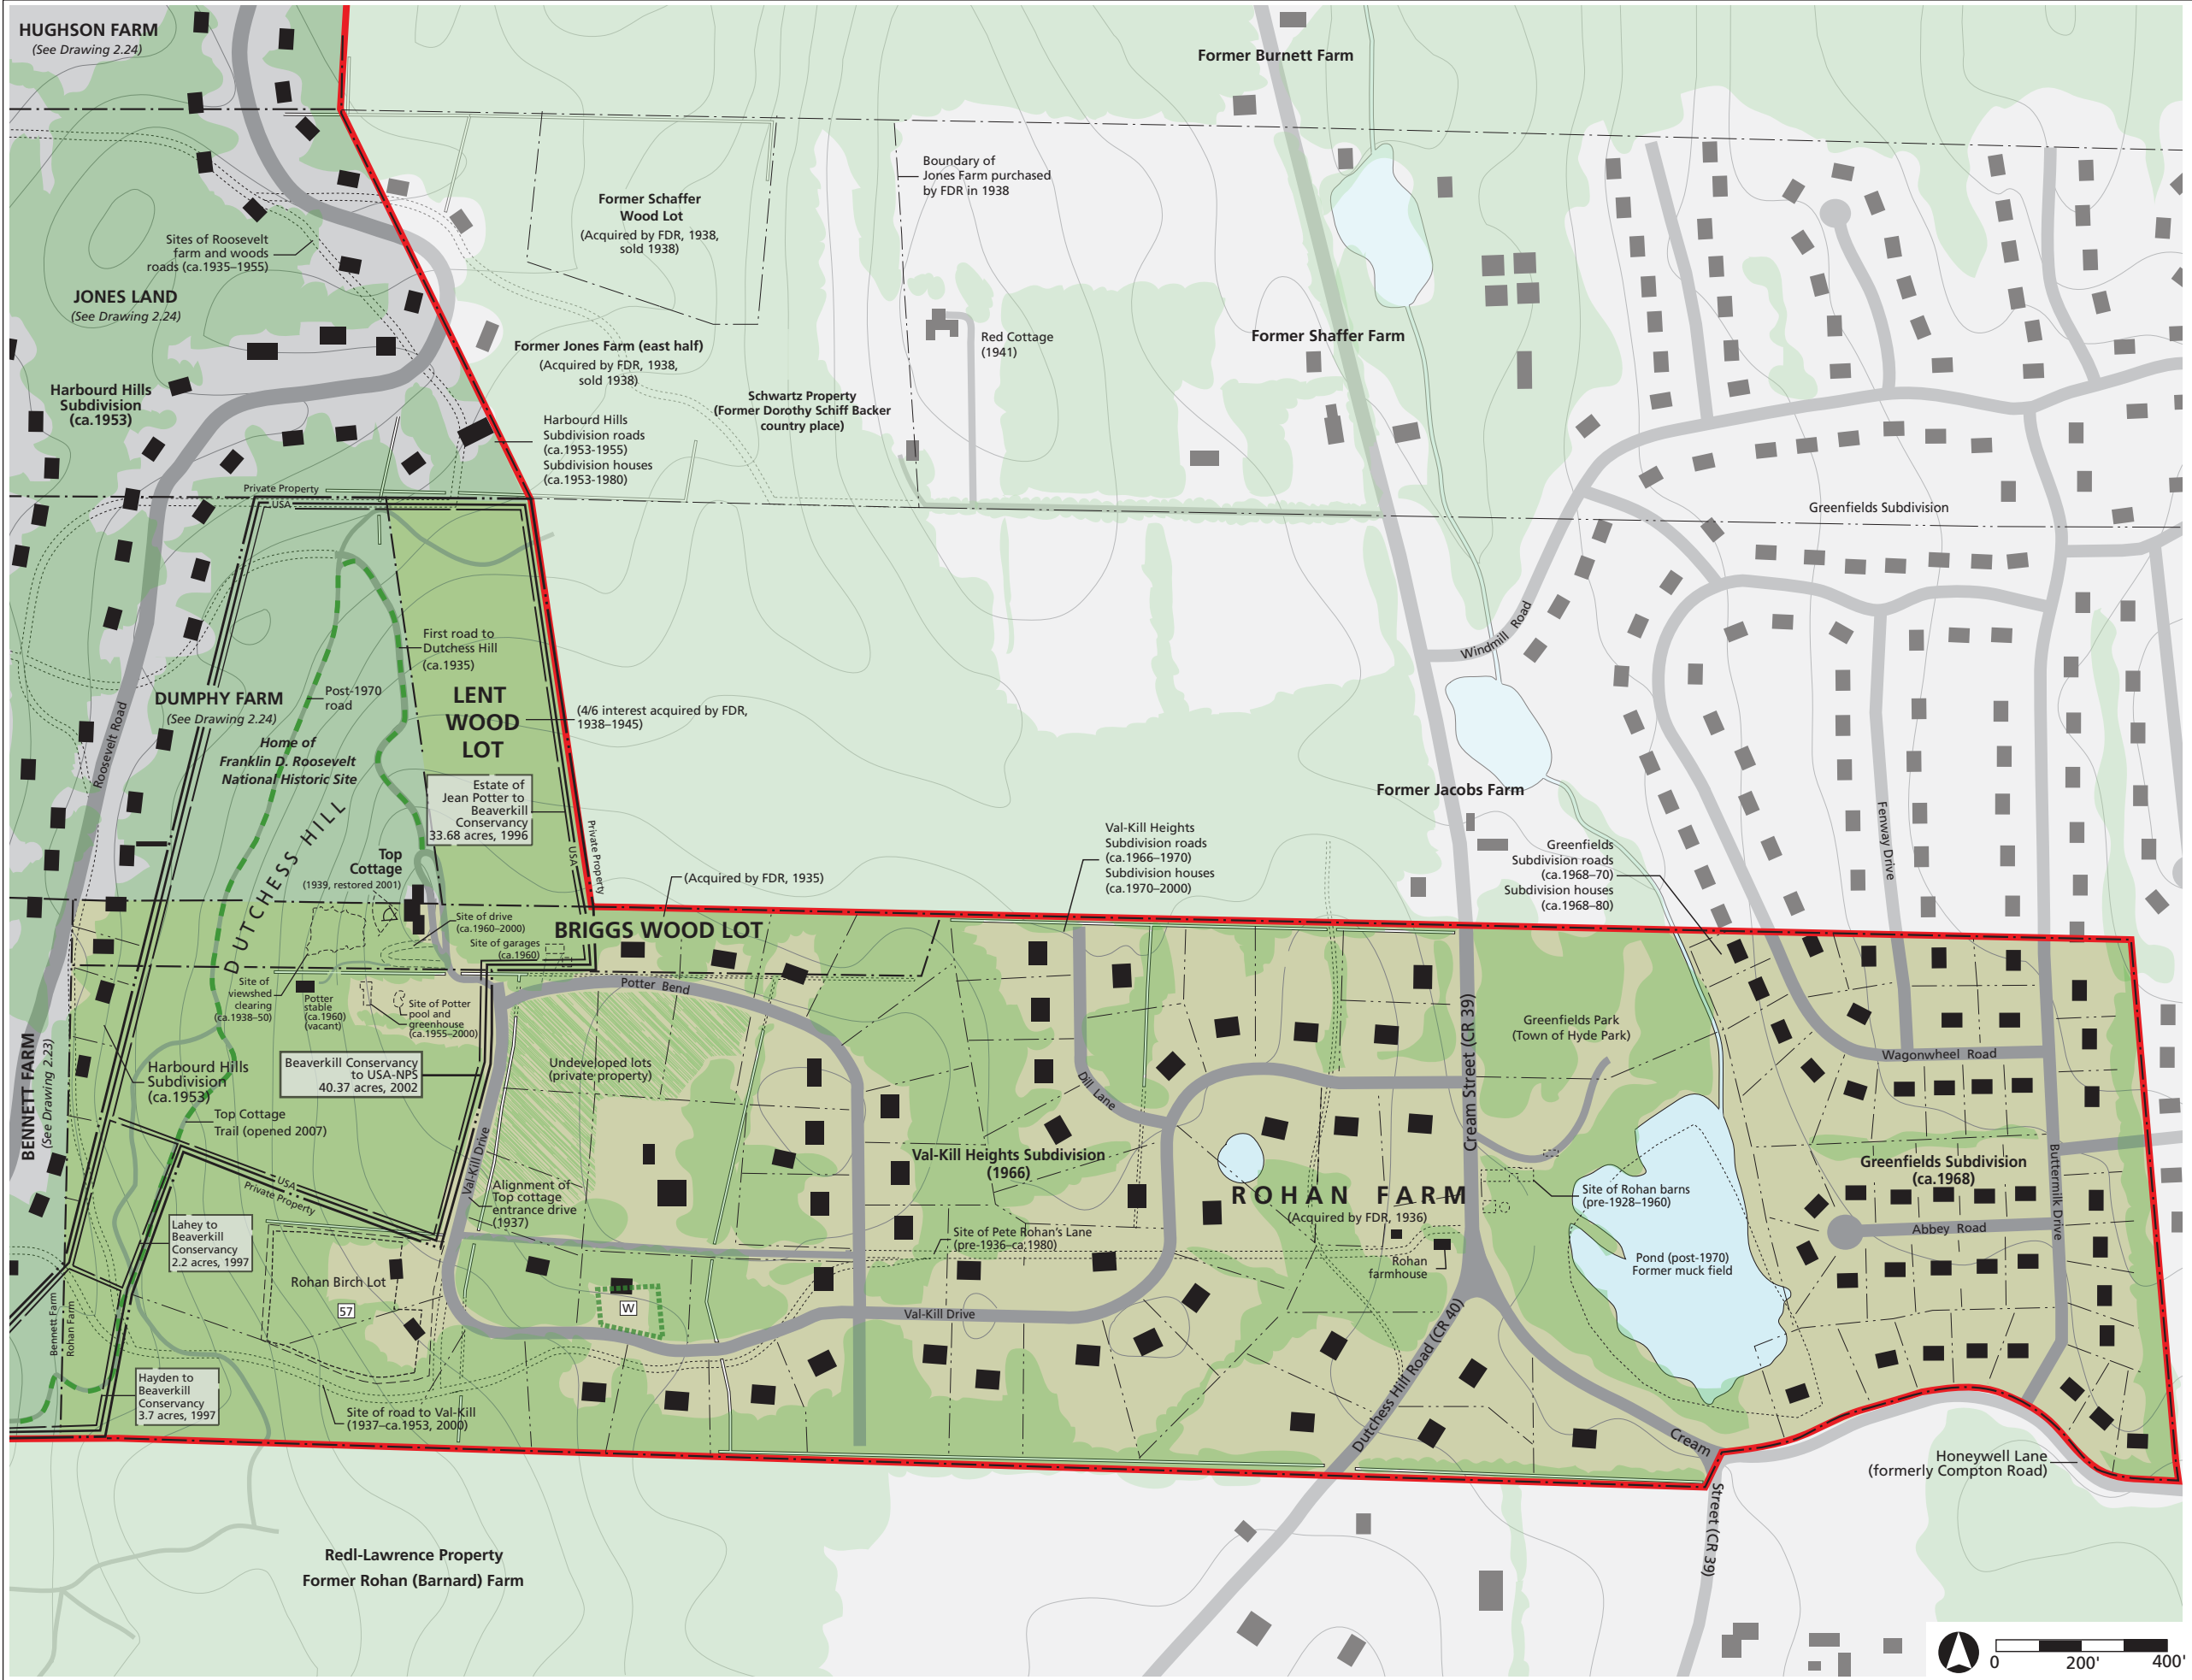 HUGHSON FARM
(See Drawing 2.24)
Former Burnett Farm
Boundary of
Jones Farm purchased
by FDR in 1938
Former Schaffer
Wood Lot
(Acquired by FDR, 1938,
sold 1938)
Sites of Roosevelt
farm and woods
roads (ca.1935–1955)
JONES LAND
(See Drawing 2.24)
Former Jones Farm (east half)
(Acquired by FDR, 1938,
sold 1938)
Red Cottage
(1941)
Former Shaffer Farm
Harbourd Hills
Subdivision
(ca.1953)
Schwartz Property
(Former Dorothy Schiff Backer
country place)
Harbourd Hills
Subdivision roads
(ca.1953-1955)
Subdivision houses
(ca.1953-1980)
Private Property
USA
Greenfields Subdivision
Windmill Road
First road to
Dutchess Hill
(ca.1935)
DUMPHY FARM
(See Drawing 2.24)
Post-1970
road
LENT
WOOD
LOT
(4/6 interest acquired by FDR,
1938–1945)
Roosevelt Road
Home of
Franklin D. Roosevelt
National Historic Site
Estate of
Jean Potter to
Beaverkill
Conservancy
33.68 acres, 1996
Private Property
USA
DUTCHESS HILL
Former Jacobs Farm
Fenway Drive
Top
Cottage
(1939, restored 2001)
(Acquired by FDR, 1935)
Val-Kill Heights
Subdivision roads
(ca.1966–1970)
Subdivision houses
(ca.1970–2000)
Greenfields
Subdivision roads
(ca.1968–70)
Subdivision houses
(ca.1968–80)
Site of drive
(ca.1960–2000)
Site of garages
(ca.1960)
BRIGGS WOOD LOT
Potter Bend
Site of
viewshed
clearing
(ca.1938–50)
Potter
stable
(ca.1960)
(vacant)
Site of Potter
pool and
greenhouse
(ca.1955–2000)
Greenfields Park
(Town of Hyde Park)
Cream Street (CR 39)
Wagonwheel Road
BENNETT FARM
(See Drawing 2.23)
Harbourd Hills
Subdivision
(ca.1953)
Beaverkill Conservancy
to USA-NPS
40.37 acres, 2002
Undeveloped lots
(private property)
Dill Lane
Top Cottage
Trail (opened 2007)
Val-Kill Drive
Val-Kill Heights Subdivision
(1966)
Greenfields Subdivision
(ca.1968)
Buttermilk Drive
USA
Private Property
Alignment of
Top cottage
entrance drive
(1937)
ROHAN FARM
(Acquired by FDR, 1936)
Site of Rohan barns
(pre-1928–1960)
Abbey Road
Lahey to
Beaverkill
Conservancy
2.2 acres, 1997
Site of Pete Rohan's Lane
(pre-1936–ca.1980)
Rohan
farmhouse
Pond (post-1970)
Former muck field
Rohan Birch Lot
57
W
Val-Kill Drive
Bennett Farm
Rohan Farm
Dutchess Hill Road (CR 40)
Hayden to
Beaverkill
Conservancy
3.7 acres, 1997
Site of road to Val-Kill
(1937–ca.1953, 2000)
Cream
Street (CR 39)
Honeywell Lane
(formerly Compton Road)
Redl-Lawrence Property
Former Rohan (Barnard) Farm
0 200' 400'